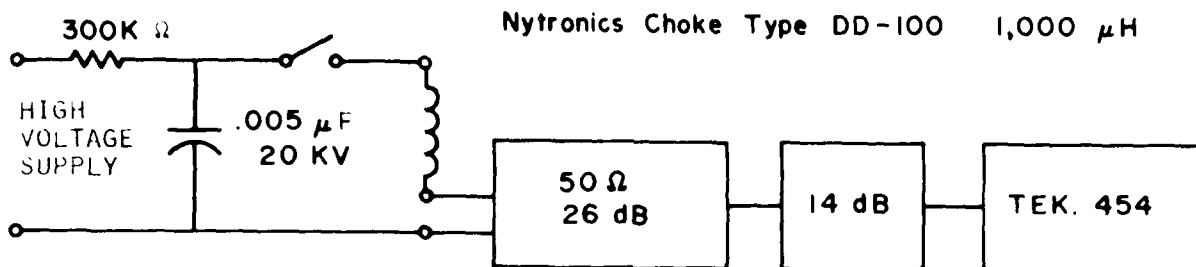 Nytronics Choke Type DD-100 1,000 μH
300K Ω
HIGH
VOLTAGE
SUPPLY
.005 μF
20 KV
50 Ω
26 dB
14 dB
TEK. 454